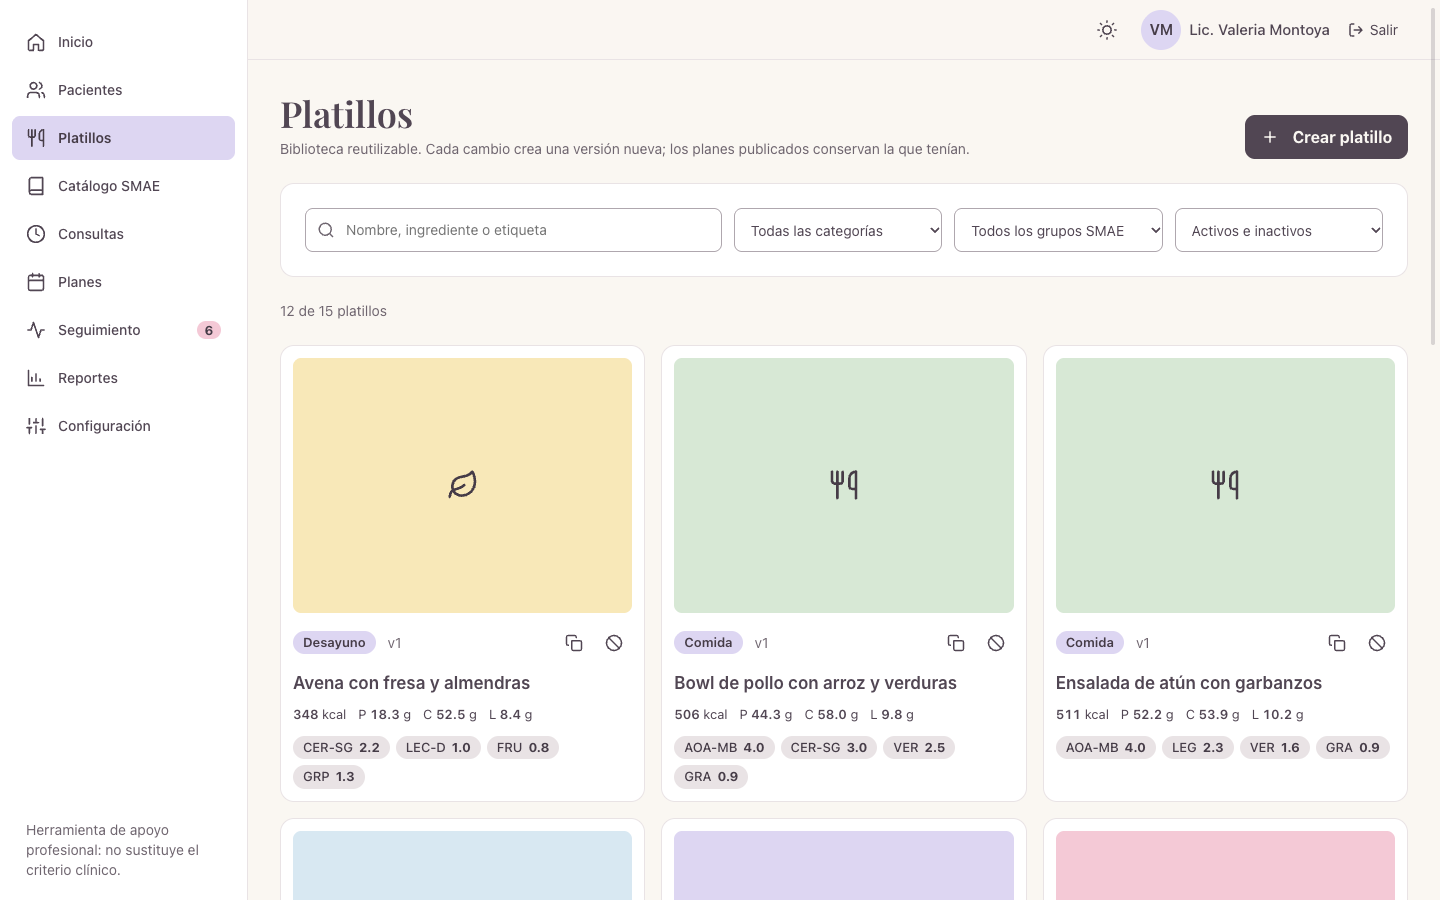 Inicio
Pacientes
Platillos
Catálogo SMAE
Consultas
Planes
Seguimiento 6
Reportes
Configuración
Herramienta de apoyo
profesional: no sustituye el
criterio clínico.
VM Lic. Valeria Montoya Salir
Platillos
Biblioteca reutilizable. Cada cambio crea una versión nueva; los planes publicados conservan la que tenían.
Crear platillo
Nombre, ingrediente o etiqueta Todas las categorías Todos los grupos SMAE Activos e inactivos
12 de 15 platillos
Desayuno v1
Avena con fresa y almendras
348 kcal P 18.3 g C 52.5 g L 8.4 g
CER-SG 2.2 LEC-D 1.0 FRU 0.8
GRP 1.3
Comida v1
Bowl de pollo con arroz y verduras
506 kcal P 44.3 g C 58.0 g L 9.8 g
AOA-MB 4.0 CER-SG 3.0 VER 2.5
GRA 0.9
Comida v1
Ensalada de atún con garbanzos
511 kcal P 52.2 g C 53.9 g L 10.2 g
AOA-MB 4.0 LEG 2.3 VER 1.6 GRA 0.9